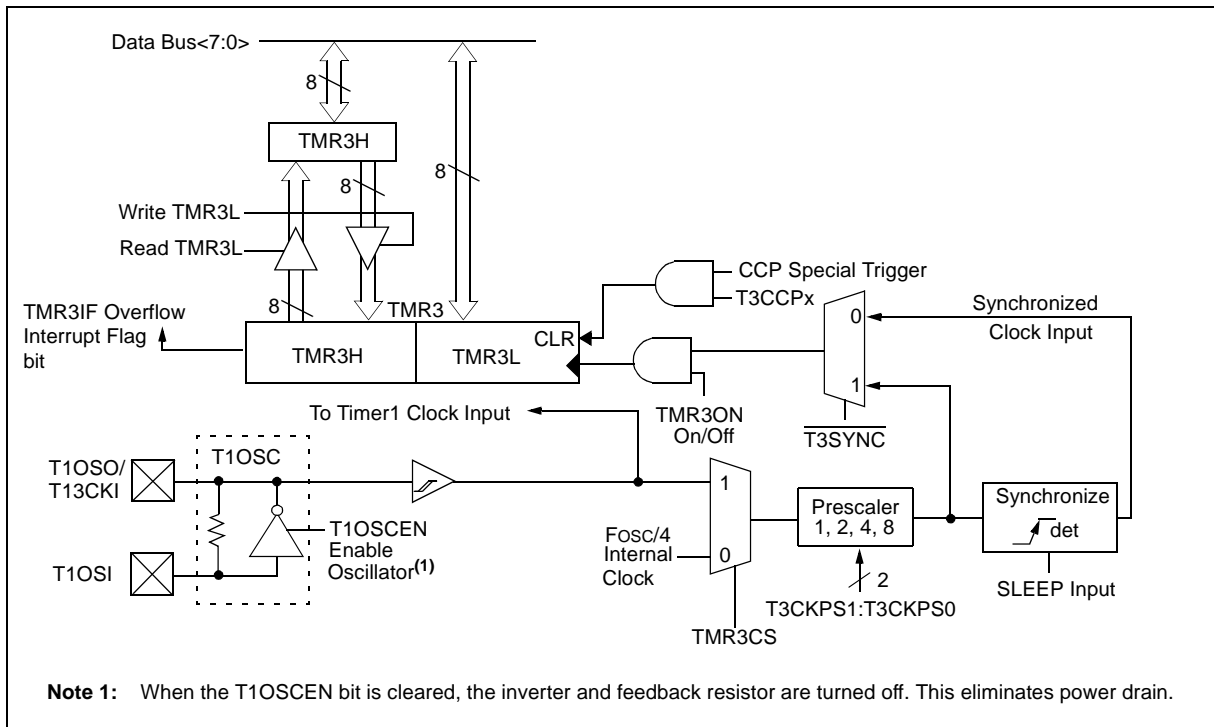 Data Bus<7:0>
8
TMR3H
8
8
Write TMR3L
Read TMR3L
8
TMR3
CCP Special Trigger
T3CCPx
TMR3IF Overflow
Interrupt Flag
bit
TMR3H
TMR3L
CLR
0
1
Synchronized
Clock Input
TMR3ON
On/Off
T3SYNC
To Timer1 Clock Input
T1OSC
T1OSO/
T13CKI
T1OSCEN
Enable
Oscillator(1)
T1OSI
1
0
FOSC/4
Internal
Clock
TMR3CS
Prescaler
1, 2, 4, 8
2
T3CKPS1:T3CKPS0
Synchronize
det
SLEEP Input
Note 1: When the T1OSCEN bit is cleared, the inverter and feedback resistor are turned off. This eliminates power drain.